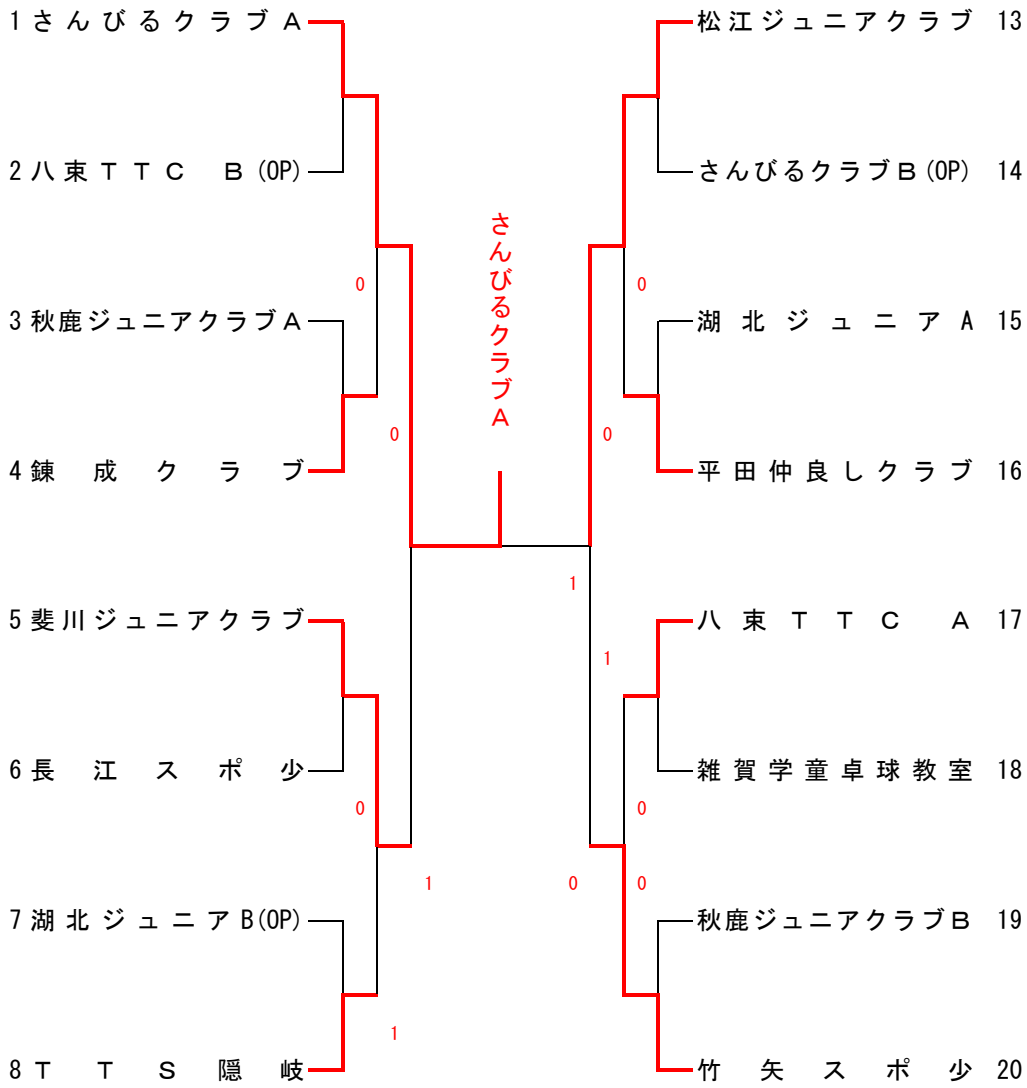 1 さんびるクラブA
2 八東TTC B(OP)
3 秋鹿ジュニアクラブA
4 錬成クラブ
5 斐川ジュニアクラブ
6 長江スポ少
7 湖北ジュニアB(OP)
8 TTS隠岐
0
0
0
1
1
さんびるクラブA
1
0
1
0
0
0
0
松江ジュニアクラブ 13
さんびるクラブB(OP) 14
湖北ジュニアA 15
平田仲良しクラブ 16
八東TTC A 17
雑賀学童卓球教室 18
秋鹿ジュニアクラブB 19
竹矢スポ少 20